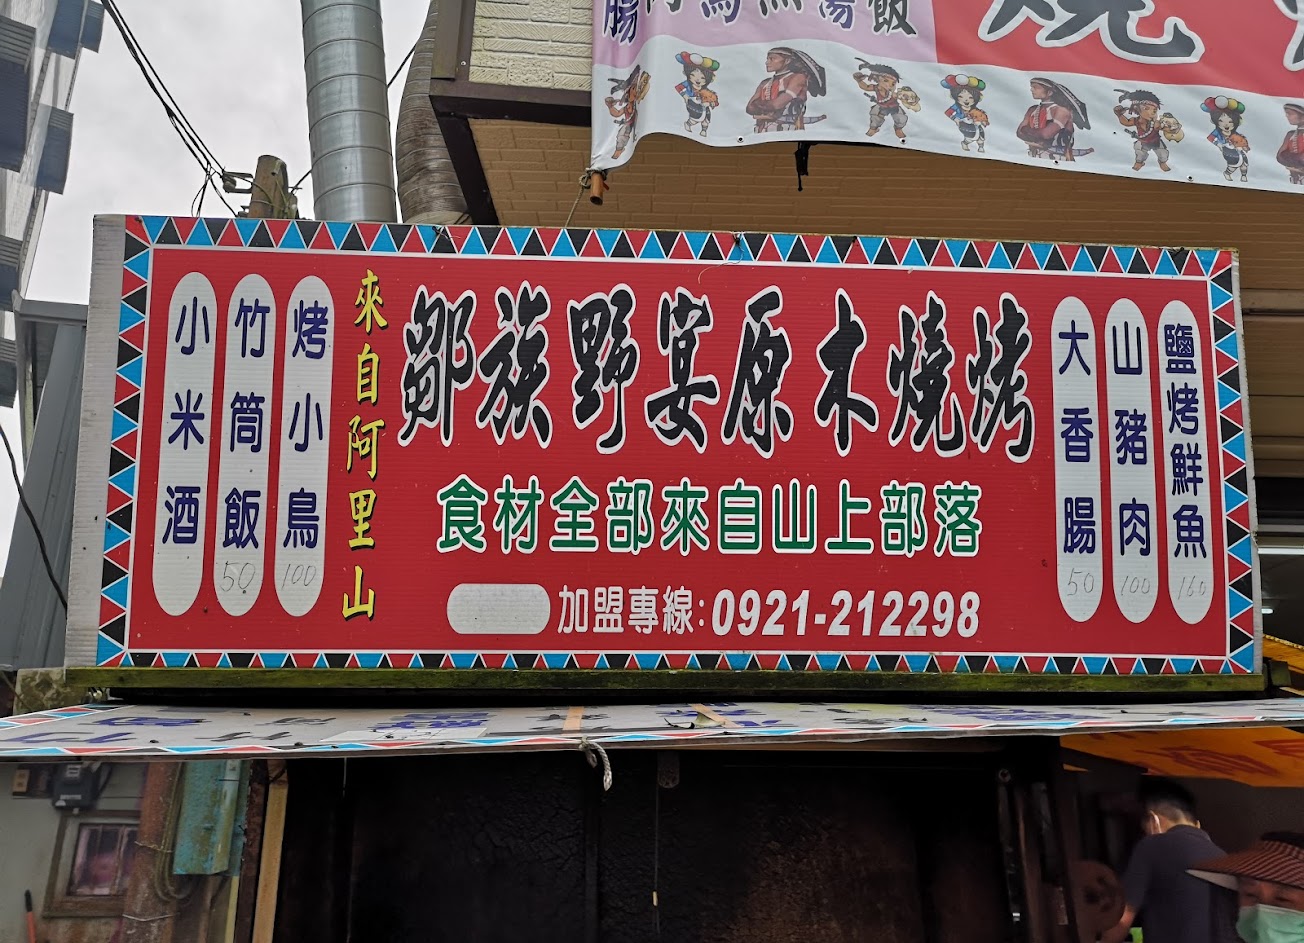 燒
小米酒
竹筒飯
50
烤小鳥
100
來自阿里山
鄒族野宴原木燒烤
食材全部來自山上部落
加盟專線:0921-212298
大香腸
50
山豬肉
100
鹽烤鮮魚
160